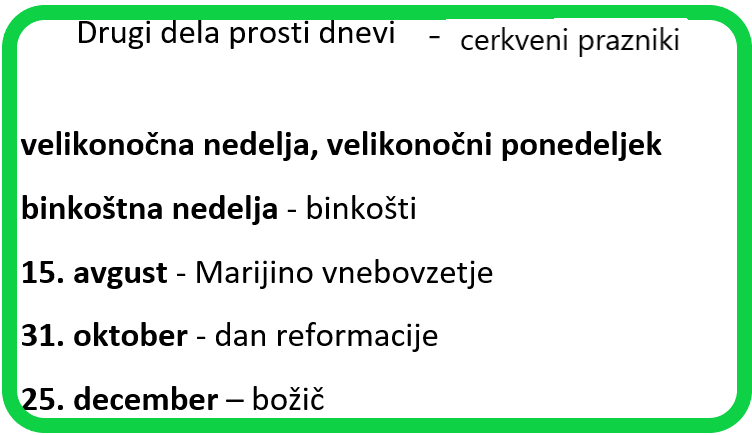 Drugi dela prosti dnevi - cerkveni prazniki
velikonočna nedelja, velikonočni ponedeljek
binkoštna nedelja - binkošti
15. avgust - Marijino vnebovzetje
31. oktober - dan reformacije
25. december – božič